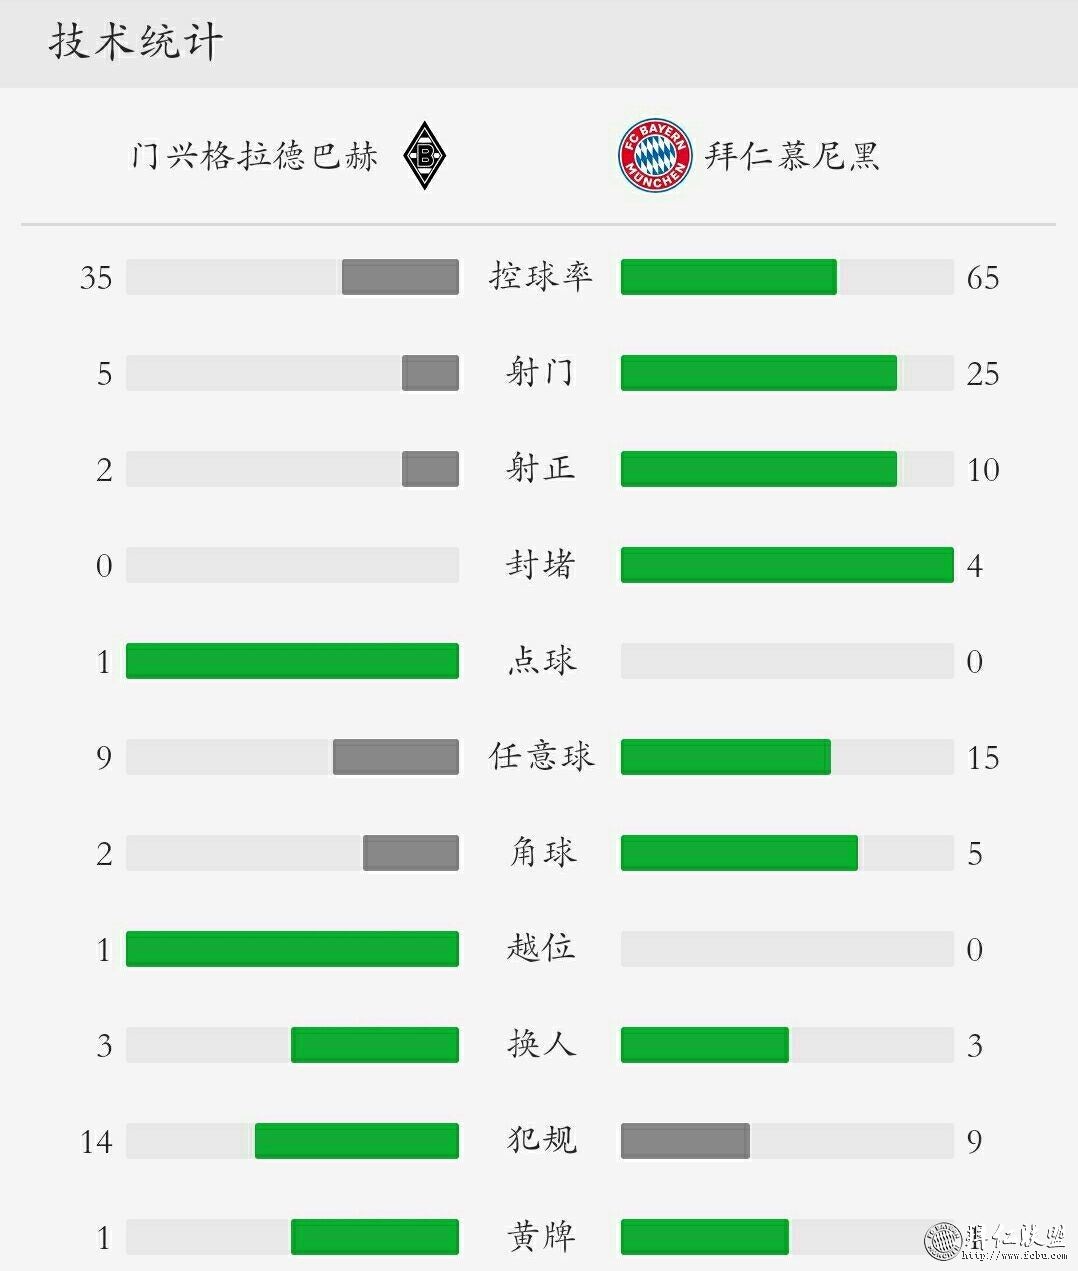 技术统计
门兴格拉德巴赫 B FC BAYERN MÜNCHEN 拜仁慕尼黑
35 控球率 65
5 射门 25
2 射正 10
0 封堵 4
1 点球 0
9 任意球 15
2 角球 5
1 越位 0
3 换人 3
14 犯规 9
1 黄牌
拜仁联盟
http://www.fcbu.com